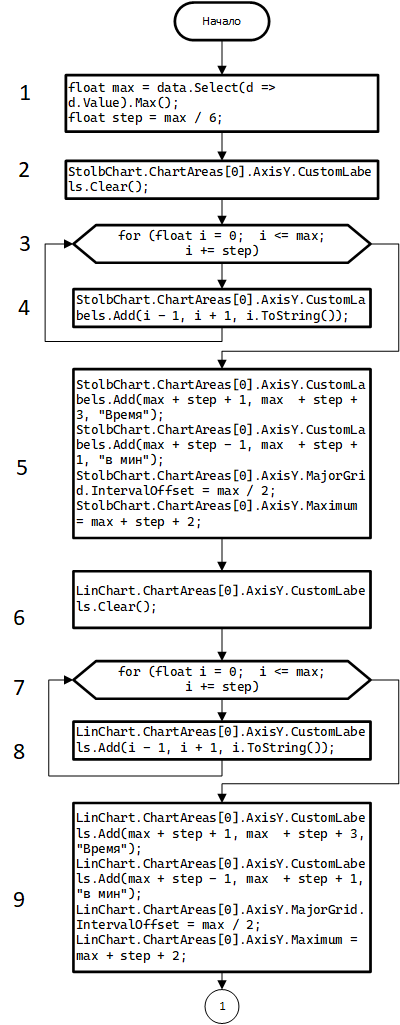 Начало
1
float max = data.Select(d =>
d.Value).Max();
float step = max / 6;
2
StolbChart.ChartAreas[0].AxisY.CustomLabe
ls.Clear();
3
for (float i = 0;  i <= max;
i += step)
4
StolbChart.ChartAreas[0].AxisY.CustomLa
bels.Add(i - 1, i + 1, i.ToString());
5
StolbChart.ChartAreas[0].AxisY.CustomLa
bels.Add(max + step + 1, max  + step +
3, "Время");
StolbChart.ChartAreas[0].AxisY.CustomLa
bels.Add(max + step - 1, max  + step +
1, "в мин");
StolbChart.ChartAreas[0].AxisY.MajorGri
d.IntervalOffset = max / 2;
StolbChart.ChartAreas[0].AxisY.Maximum
= max + step + 2;
6
LinChart.ChartAreas[0].AxisY.CustomLabe
ls.Clear();
7
for (float i = 0;  i <= max;
i += step)
8
LinChart.ChartAreas[0].AxisY.CustomLabe
ls.Add(i - 1, i + 1, i.ToString());
9
LinChart.ChartAreas[0].AxisY.CustomLabe
ls.Add(max + step + 1, max  + step + 3,
"Время");
LinChart.ChartAreas[0].AxisY.CustomLabe
ls.Add(max + step - 1, max  + step + 1,
"в мин");
LinChart.ChartAreas[0].AxisY.MajorGrid.
IntervalOffset = max / 2;
LinChart.ChartAreas[0].AxisY.Maximum =
max + step + 2;
1